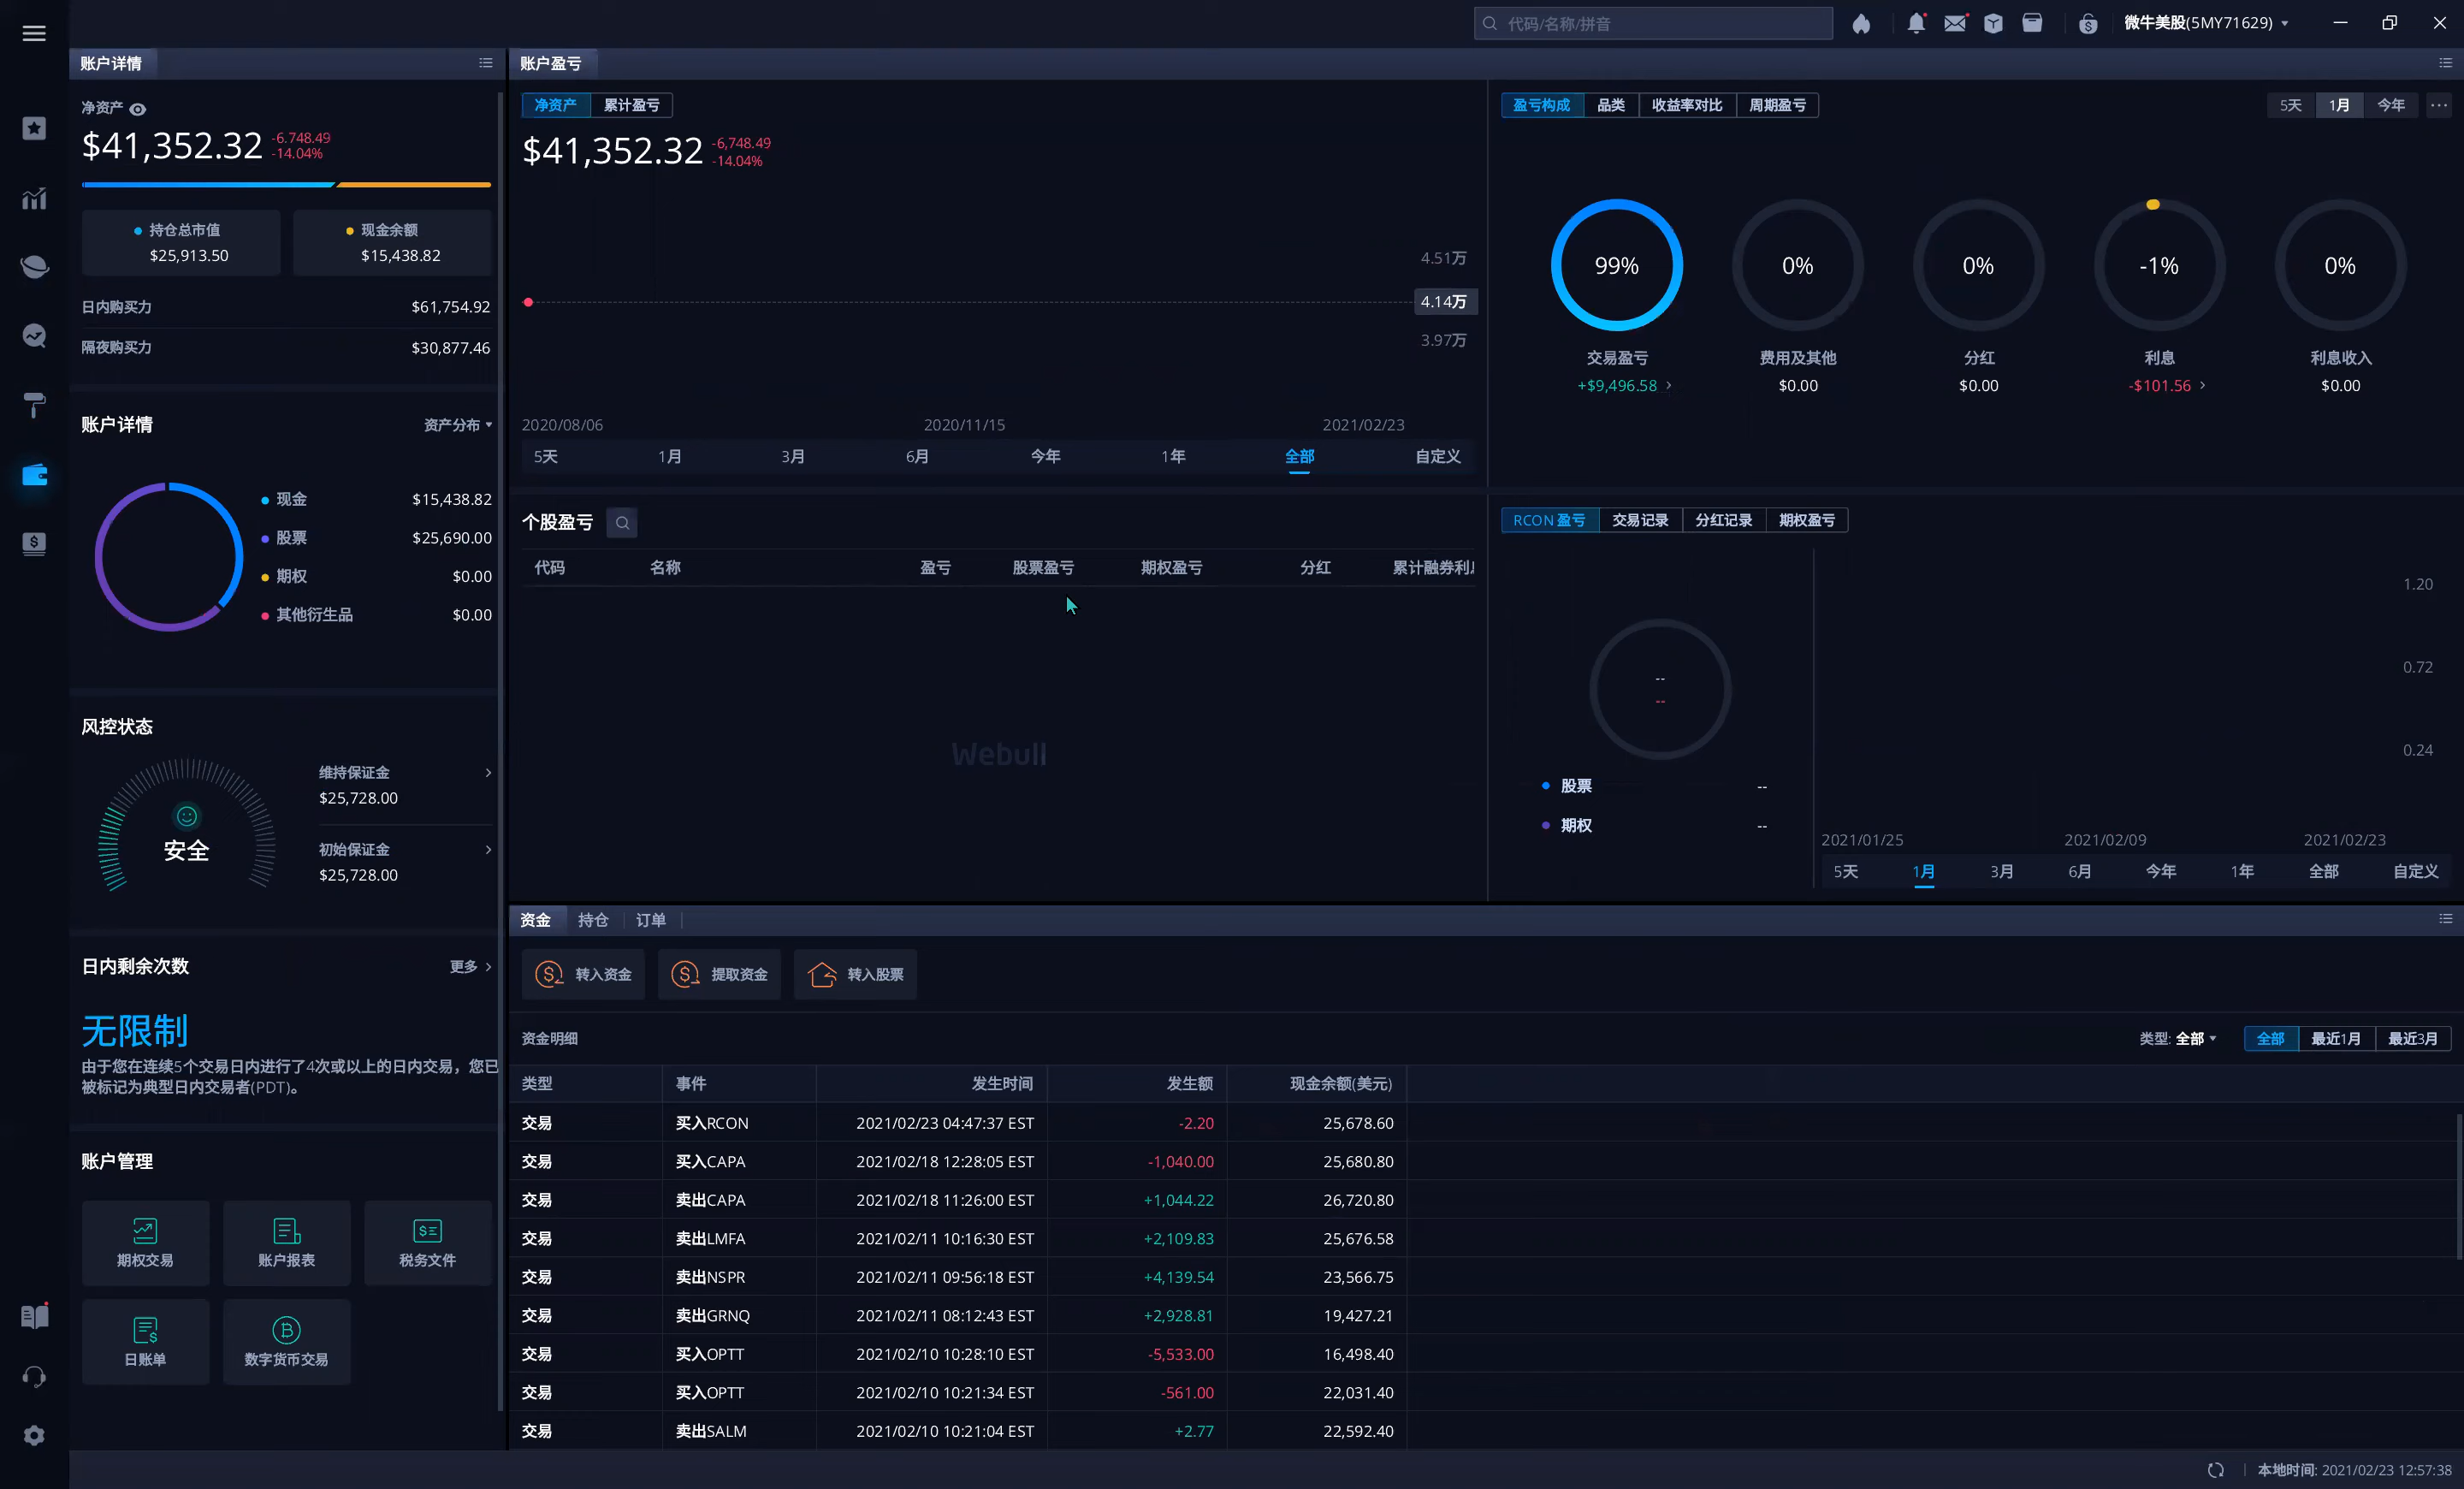 代码/名称/拼音
微牛美股(5MY71629)
账户详情
净资产
$41,352.32
-6,748.49
-14.04%
持仓总市值
$25,913.50
现金余额
$15,438.82
日内购买力 $61,754.92
隔夜购买力 $30,877.46
账户详情 资产分布
现金 $15,438.82
股票 $25,690.00
期权 $0.00
其他衍生品 $0.00
风控状态
安全
维持保证金
$25,728.00
初始保证金
$25,728.00
日内剩余次数 更多
无限制
由于您在连续5个交易日内进行了4次或以上的日内交易，您已
被标记为典型日内交易者(PDT)。
账户管理
期权交易 账户报表 税务文件
日账单 数字货币交易
账户盈亏
净资产 累计盈亏
$41,352.32
-6,748.49
-14.04%
4.51万
4.14万
3.97万
2020/08/06 2020/11/15 2021/02/23
5天 1月 3月 6月 今年 1年 全部 自定义
盈亏构成 品类 收益率对比 周期盈亏
5天 1月 今年 ···
99% 0% 0% -1% 0%
交易盈亏 费用及其他 分红 利息 利息收入
+$9,496.58 $0.00 $0.00 -$101.56 $0.00
个股盈亏
代码 名称 盈亏 股票盈亏 期权盈亏 分红 累计融券利
Webull
RCON 盈亏 交易记录 分红记录 期权盈亏
--
--
股票 --
期权 --
1.20
0.72
0.24
2021/01/25 2021/02/09 2021/02/23
5天 1月 3月 6月 今年 1年 全部 自定义
资金 持仓 订单
转入资金 提取资金 转入股票
资金明细 类型: 全部 全部 最近1月 最近3月
类型 事件 发生时间 发生额 现金余额(美元)
交易 买入RCON 2021/02/23 04:47:37 EST -2.20 25,678.60
交易 买入CAPA 2021/02/18 12:28:05 EST -1,040.00 25,680.80
交易 卖出CAPA 2021/02/18 11:26:00 EST +1,044.22 26,720.80
交易 卖出LMFA 2021/02/11 10:16:30 EST +2,109.83 25,676.58
交易 卖出NSPR 2021/02/11 09:56:18 EST +4,139.54 23,566.75
交易 卖出GRNQ 2021/02/11 08:12:43 EST +2,928.81 19,427.21
交易 买入OPTT 2021/02/10 10:28:10 EST -5,533.00 16,498.40
交易 买入OPTT 2021/02/10 10:21:34 EST -561.00 22,031.40
交易 卖出SALM 2021/02/10 10:21:04 EST +2.77 22,592.40
本地时间: 2021/02/23 12:57:38